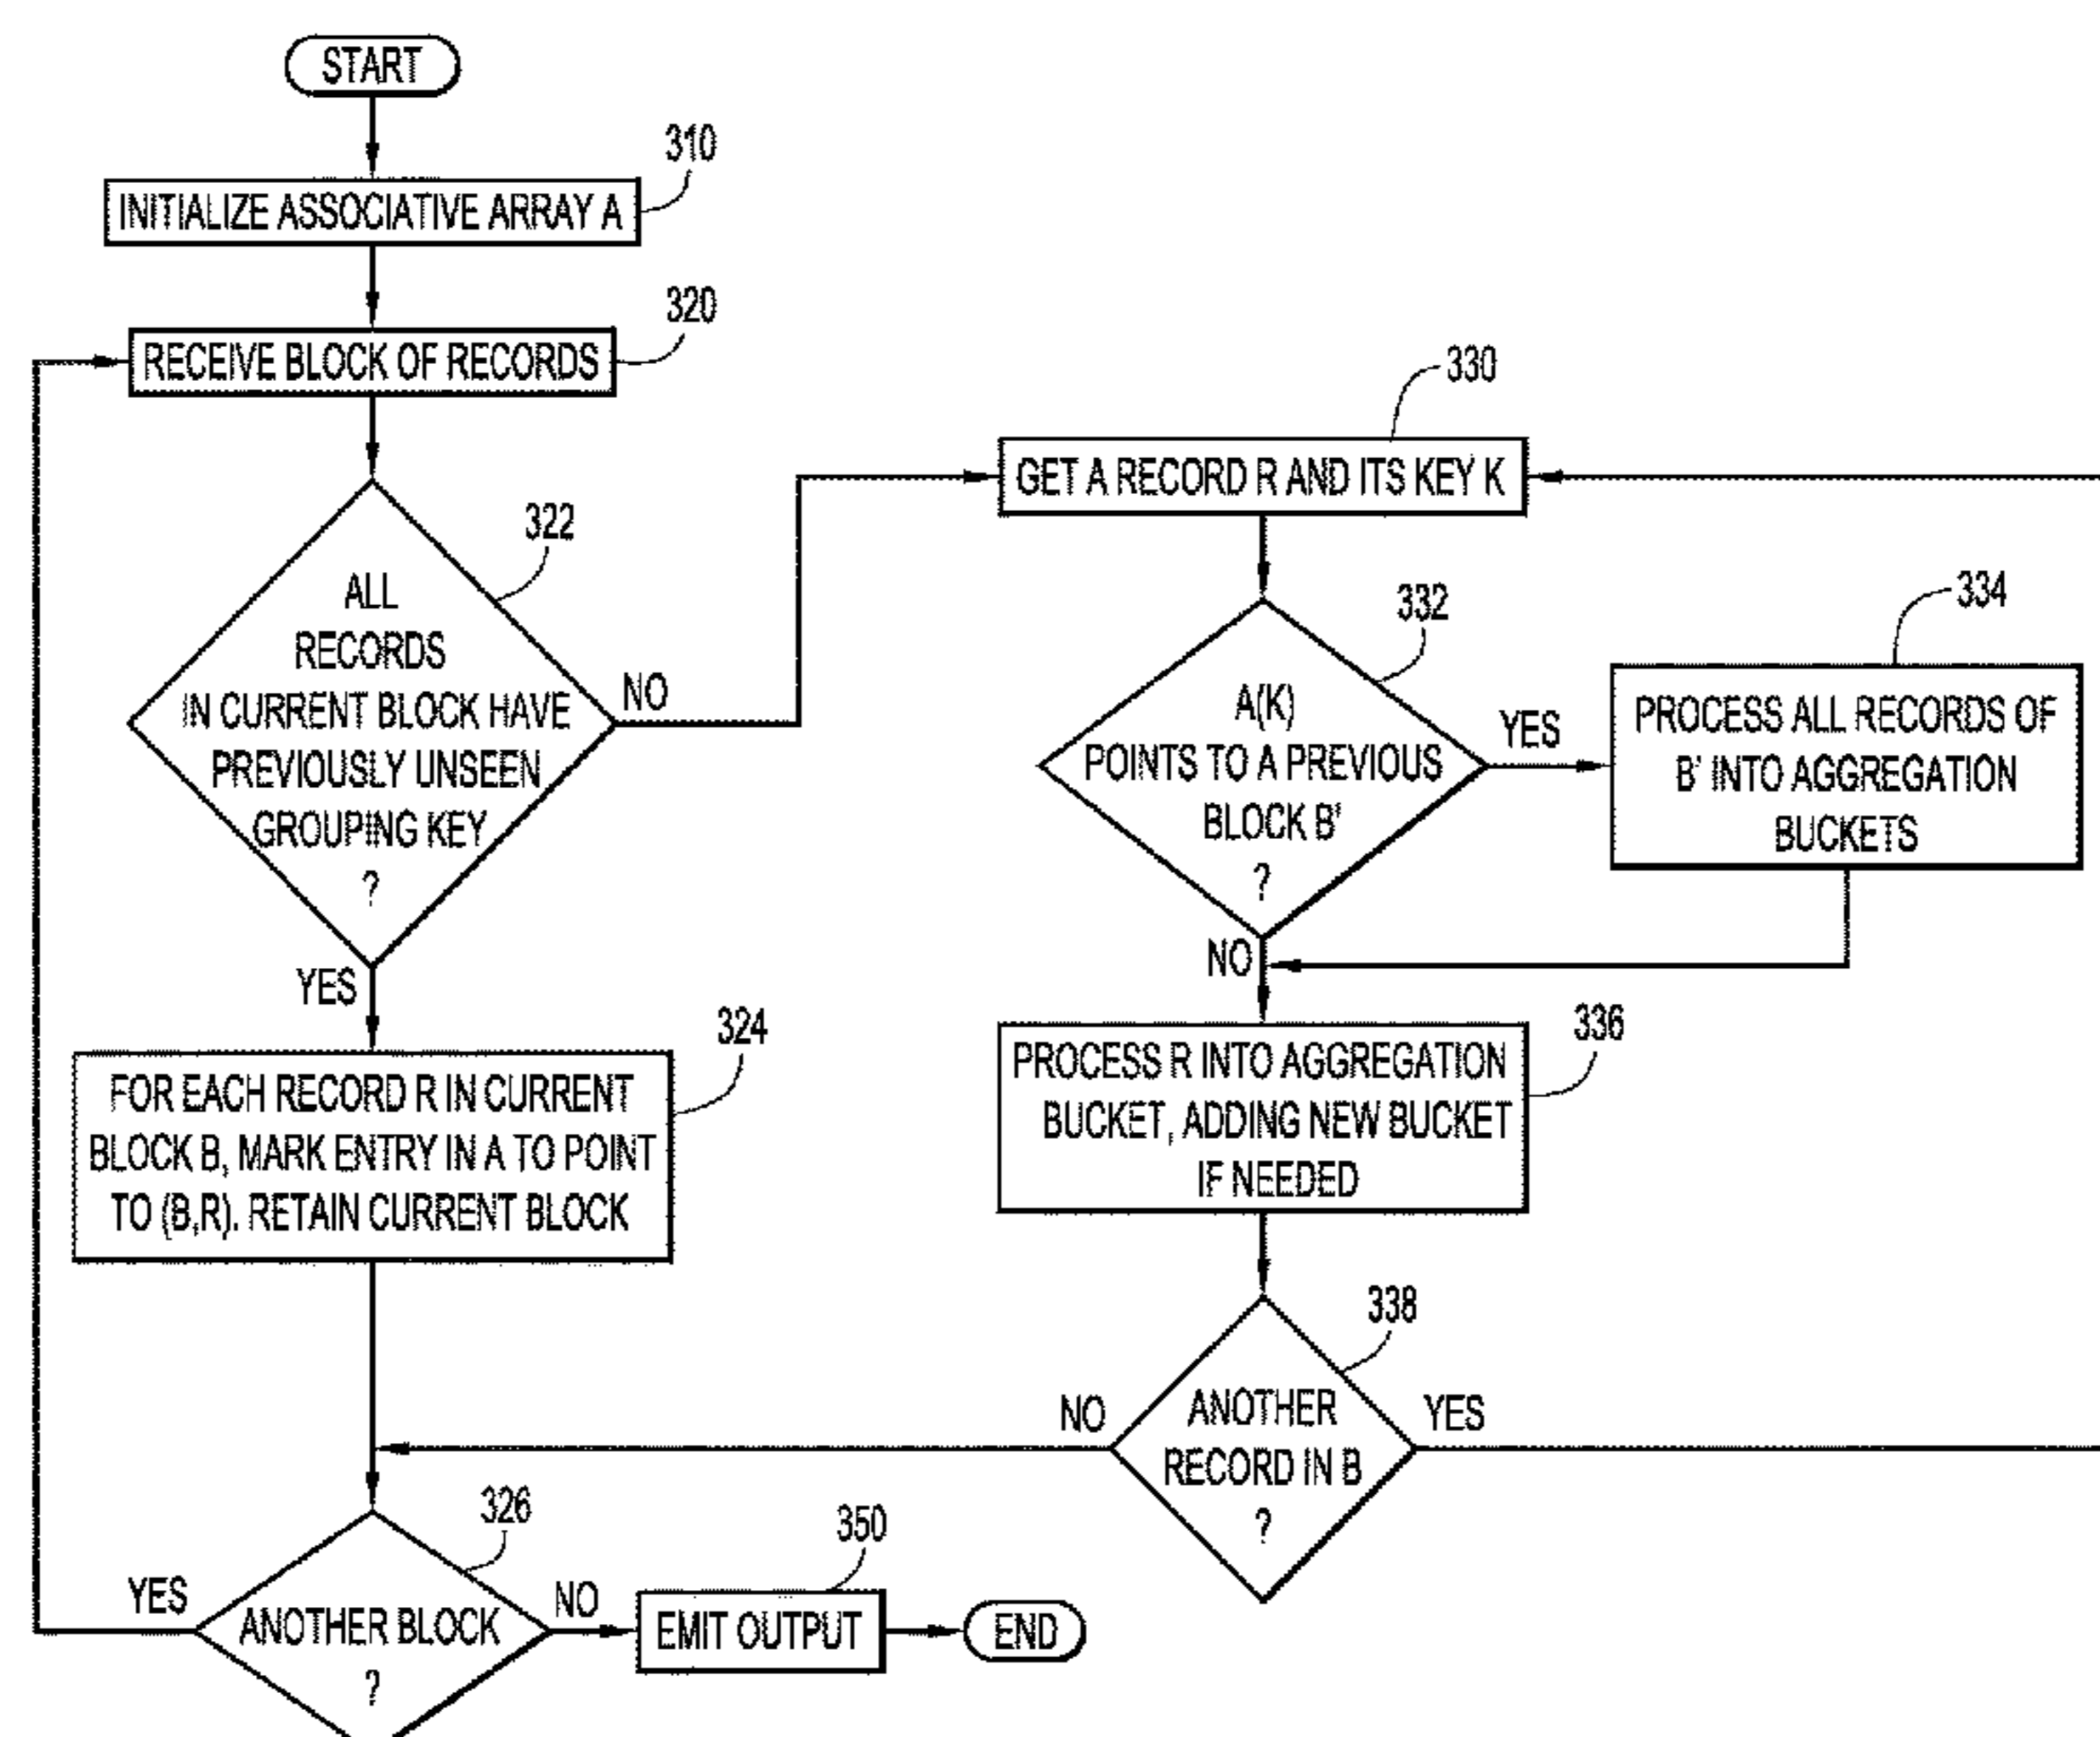 START
310
INITIALIZE ASSOCIATIVE ARRAY A
320
RECEIVE BLOCK OF RECORDS
322
ALL
RECORDS
IN CURRENT BLOCK HAVE
PREVIOUSLY UNSEEN
GROUPING KEY
?
NO
YES
324
FOR EACH RECORD R IN CURRENT
BLOCK B, MARK ENTRY IN A TO POINT
TO (B,R). RETAIN CURRENT BLOCK
330
GET A RECORD R AND ITS KEY K
332
A(K)
POINTS TO A PREVIOUS
BLOCK B'
?
YES
NO
334
PROCESS ALL RECORDS OF
B' INTO AGGREGATION
BUCKETS
336
PROCESS R INTO AGGREGATION
BUCKET, ADDING NEW BUCKET
IF NEEDED
338
ANOTHER
RECORD IN B
?
NO
YES
326
ANOTHER BLOCK
?
YES
NO
350
EMIT OUTPUT
END